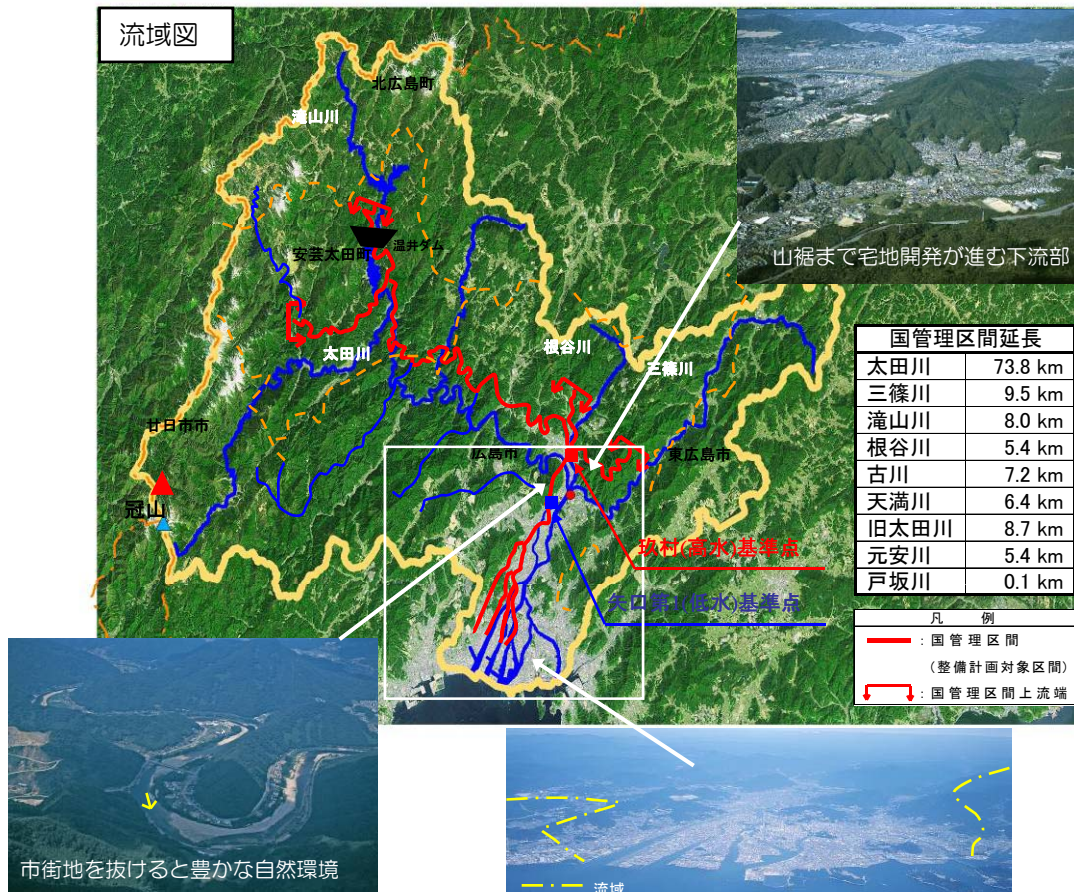 流域図
北広島町
滝山川
安芸太田町
温井ダム
山裾まで宅地開発が進む下流部
太田川
根谷川
三篠川
廿日市市
広島市
東広島市
冠山
玖村(高水)基準点
矢口第1(低水)基準点
国管理区間延長
太田川 73.8 km
三篠川 9.5 km
滝山川 8.0 km
根谷川 5.4 km
古川 7.2 km
天満川 6.4 km
旧太田川 8.7 km
元安川 5.4 km
戸坂川 0.1 km
凡 例
:国管理区間
(整備計画対象区間)
:国管理区間上流端
市街地を抜けると豊かな自然環境
流域